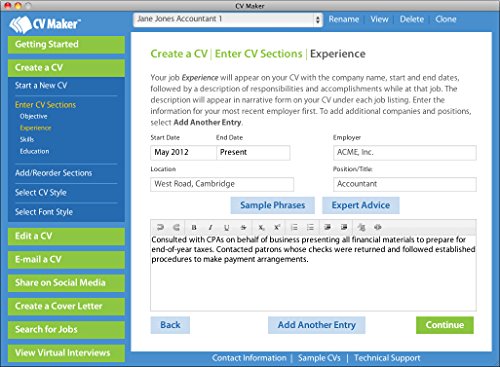 CV Maker
CV Maker™
Jane Jones Accountant 1
Rename | View | Delete | Clone
Getting Started
Create a CV
Start a New CV
Enter CV Sections
Objective
Experience
Skills
Education
Add/Reorder Sections
Select CV Style
Select Font Style
Edit a CV
E-mail a CV
Share on Social Media
Create a Cover Letter
Search for Jobs
View Virtual Interviews
Create a CV | Enter CV Sections | Experience
Your job Experience will appear on your CV with the company name, start and end dates,
followed by a description of responsibilities and accomplishments while at that job. The
description will appear in narrative form on your CV under each job listing. Enter the
information for your most recent employer first. To add additional companies and positions,
select Add Another Entry.
Start Date End Date Employer
May 2012 Present ACME, Inc.
Location Position/Title:
West Road, Cambridge Accountant
Sample Phrases Expert Advice
B I U S X, X²
Consulted with CPAs on behalf of business presenting all financial materials to prepare for
end-of-year taxes. Contacted patrons whose checks were returned and followed established
procedures to make payment arrangements.
Back Add Another Entry Continue
Contact Information | Sample CVs | Technical Support